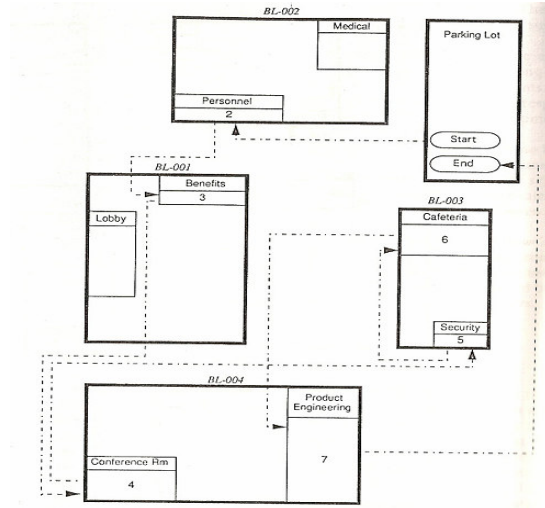 BL-002
Medical
Personnel
2
Parking Lot
Start
End
BL-001
Benefits
3
Lobby
BL-003
Cafeteria
6
Security
5
BL-004
Product
Engineering
7
Conference Rm
4